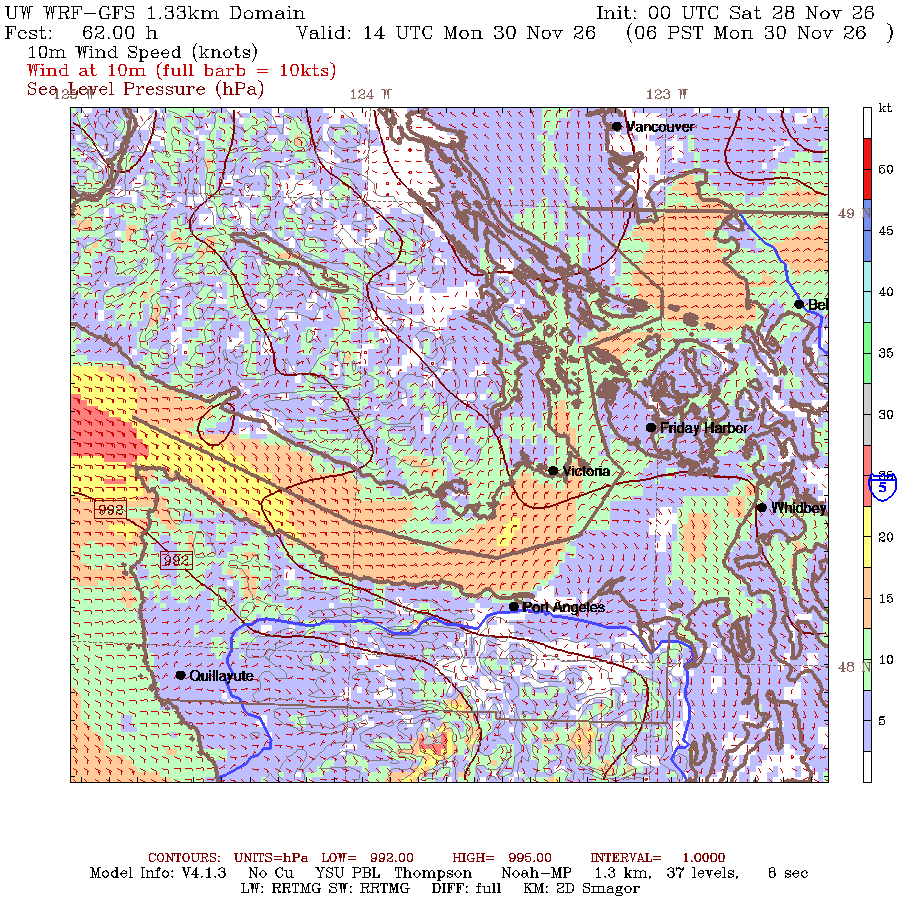 UW WRF-GFS 1.33km Domain Init: 00 UTC Sat 28 Nov 26
Fcst: 62.00 h Valid: 14 UTC Mon 30 Nov 26 (06 PST Mon 30 Nov 26 )
10m Wind Speed (knots)
Wind at 10m (full barb = 10kts)
Sea Level Pressure (hPa)
125 W 124 W 123 W
kt
Vancouver
60
49 N
45
40
Bel
35
30
Friday Harbor
Victoria
25
5
992
Whidbey
20
992
15
Port Angeles
10
48 N
Quillayute
5
CONTOURS: UNITS=hPa LOW= 992.00 HIGH= 995.00 INTERVAL= 1.0000
Model Info: V4.1.3 No Cu YSU PBL Thompson Noah-MP 1.3 km, 37 levels, 8 sec
LW: RRTMG SW: RRTMG DIFF: full KM: 2D Smagor